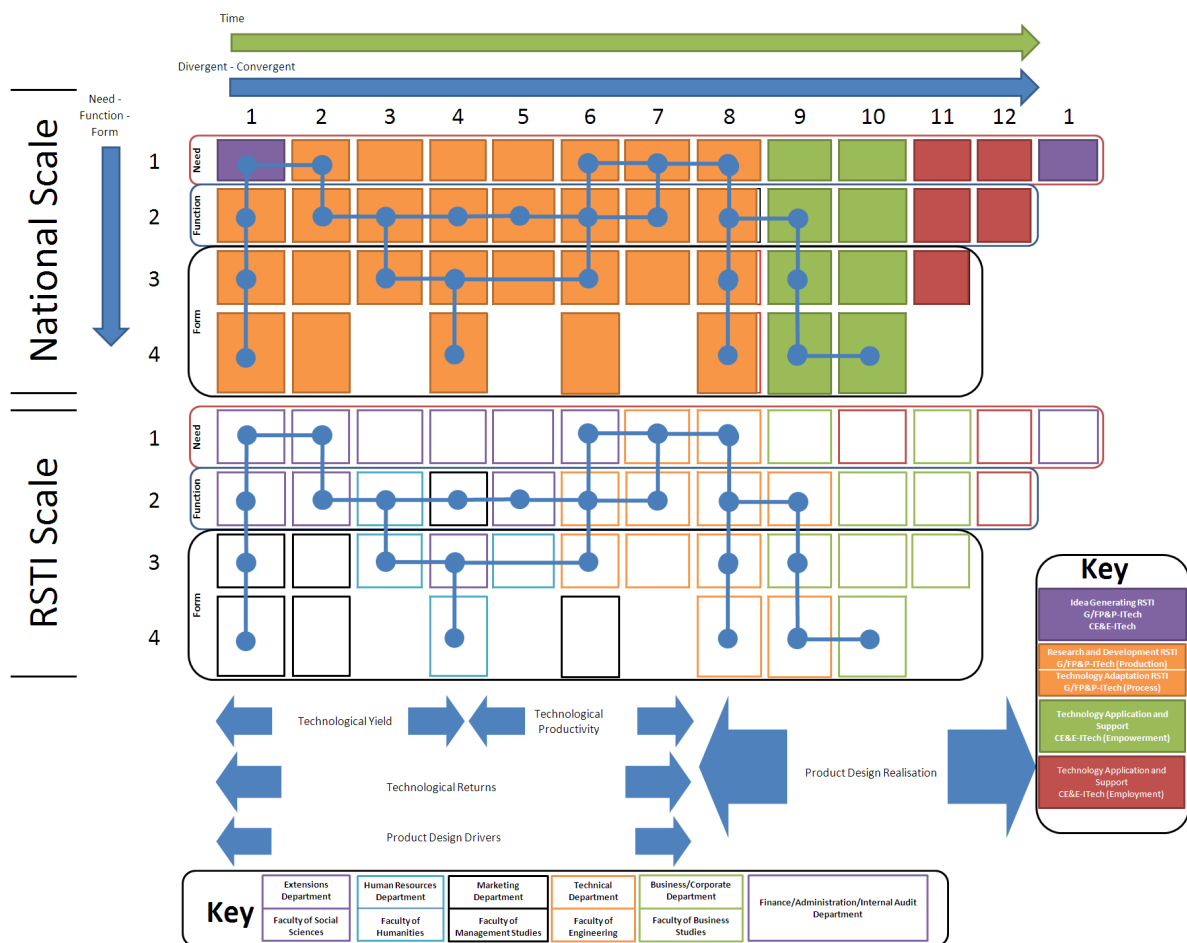 Time
Divergent - Convergent
Need -
Function -
Form
1 2 3 4 5 6 7 8 9 10 11 12 1
National Scale
1
Need
2
Function
3
Form
4
RSTI Scale
1
Need
2
Function
3
Form
4
Key
Idea Generating RSTI
G/FP&P-ITech
CE&E-ITech
Research and Development RSTI
G/FP&P-ITech (Production)
Technology Adaptation RSTI
G/FP&P-ITech (Process)
Technology Application and
Support
CE&E-ITech (Empowerment)
Technology Application and
Support
CE&E-ITech (Employment)
Technological Yield
Technological
Productivity
Technological Returns
Product Design Drivers
Product Design Realisation
Key
Extensions
Department
Faculty of Social
Sciences
Human Resources
Department
Faculty of
Humanities
Marketing
Department
Faculty of
Management Studies
Technical
Department
Faculty of
Engineering
Business/Corporate
Department
Faculty of Business
Studies
Finance/Administration/Internal Audit
Department